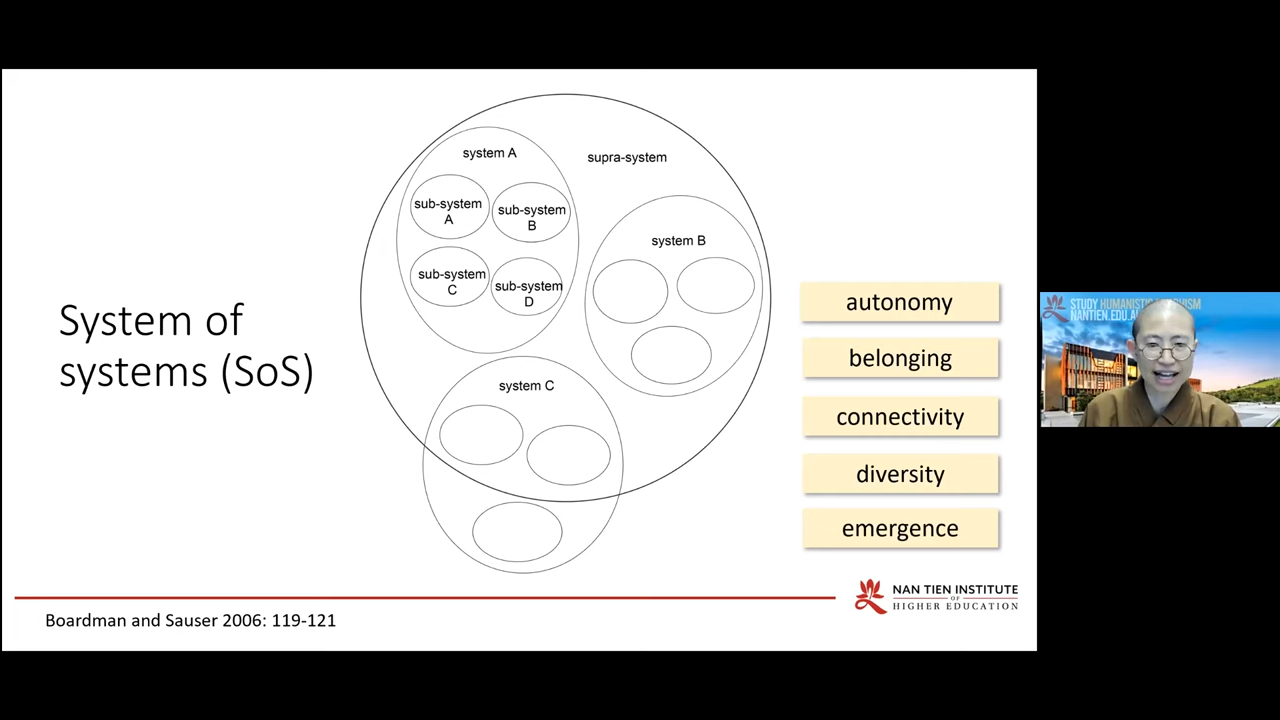 System of
systems (SoS)
system A
supra-system
sub-system
A
sub-system
B
sub-system
C
sub-system
D
system B
system C
autonomy
belonging
connectivity
diversity
emergence
NAN TIEN INSTITUTE
OF
HIGHER EDUCATION
Boardman and Sauser 2006: 119-121
STUDY HUMANISTIC
NANTIEN.EDU.A